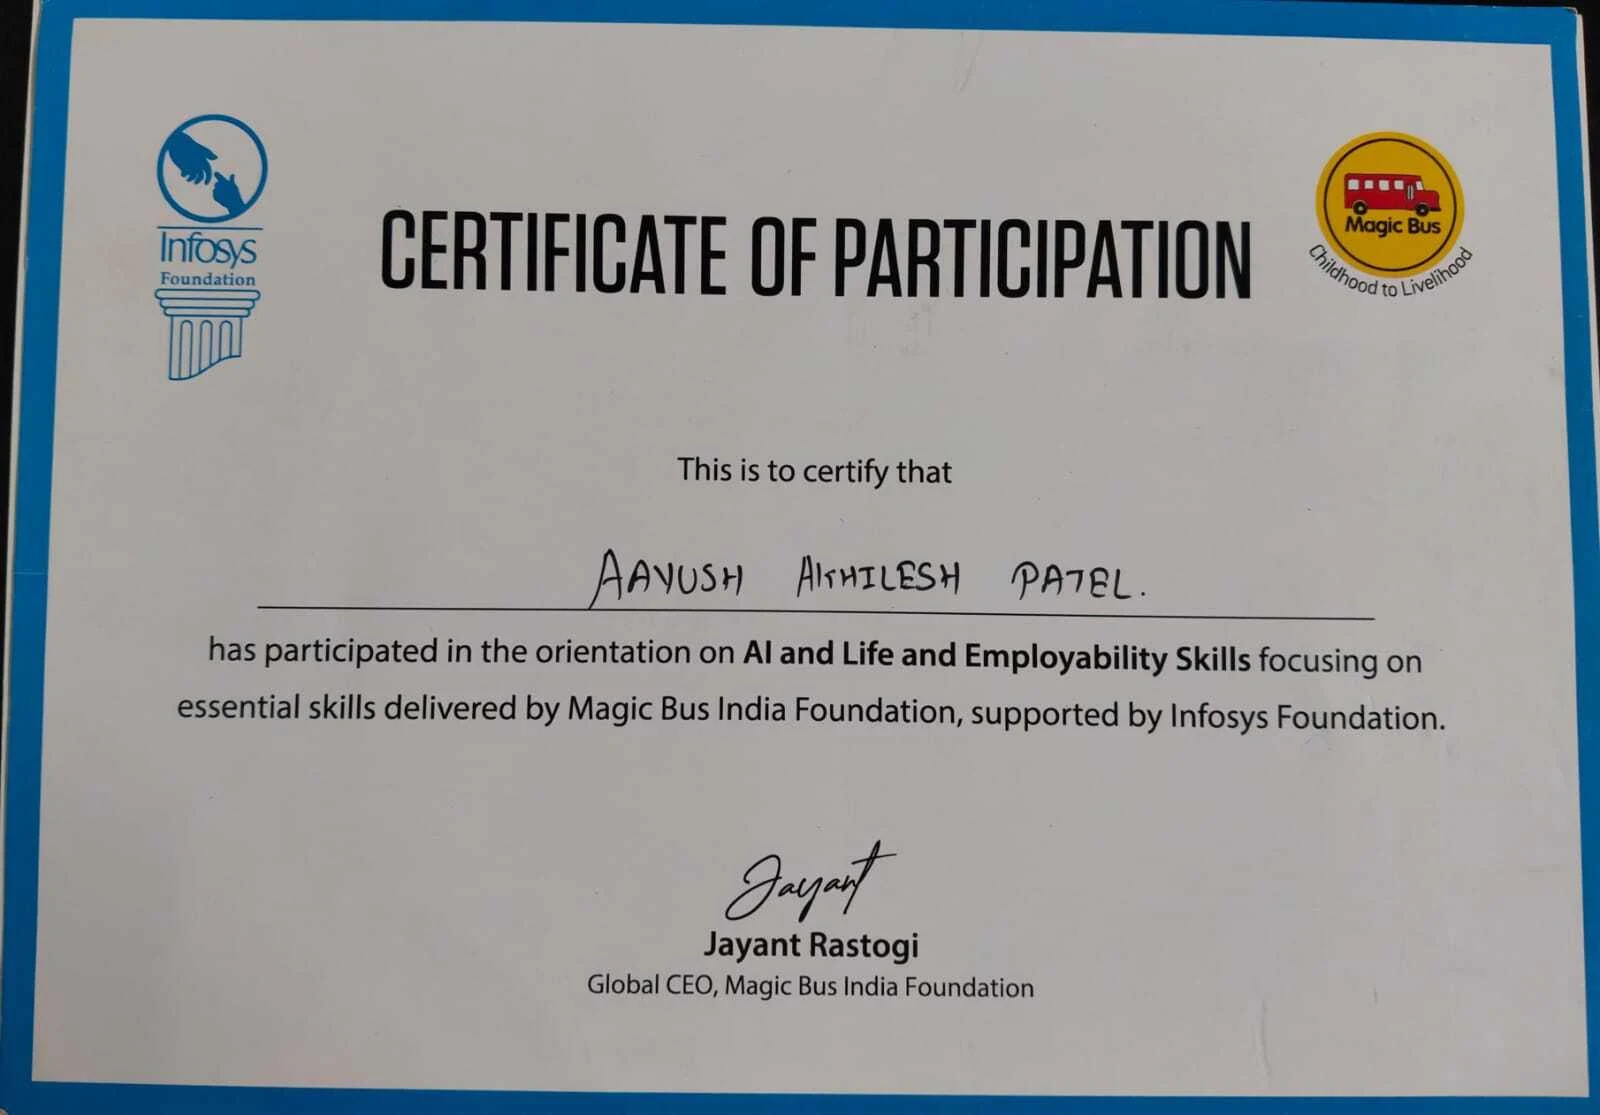 Infosys
Foundation
CERTIFICATE OF PARTICIPATION
Magic Bus
Childhood to Livelihood
This is to certify that
AAYUSH AKHILESH PATEL.
has participated in the orientation on AI and Life and Employability Skills focusing on
essential skills delivered by Magic Bus India Foundation, supported by Infosys Foundation.
Jayant
Jayant Rastogi
Global CEO, Magic Bus India Foundation